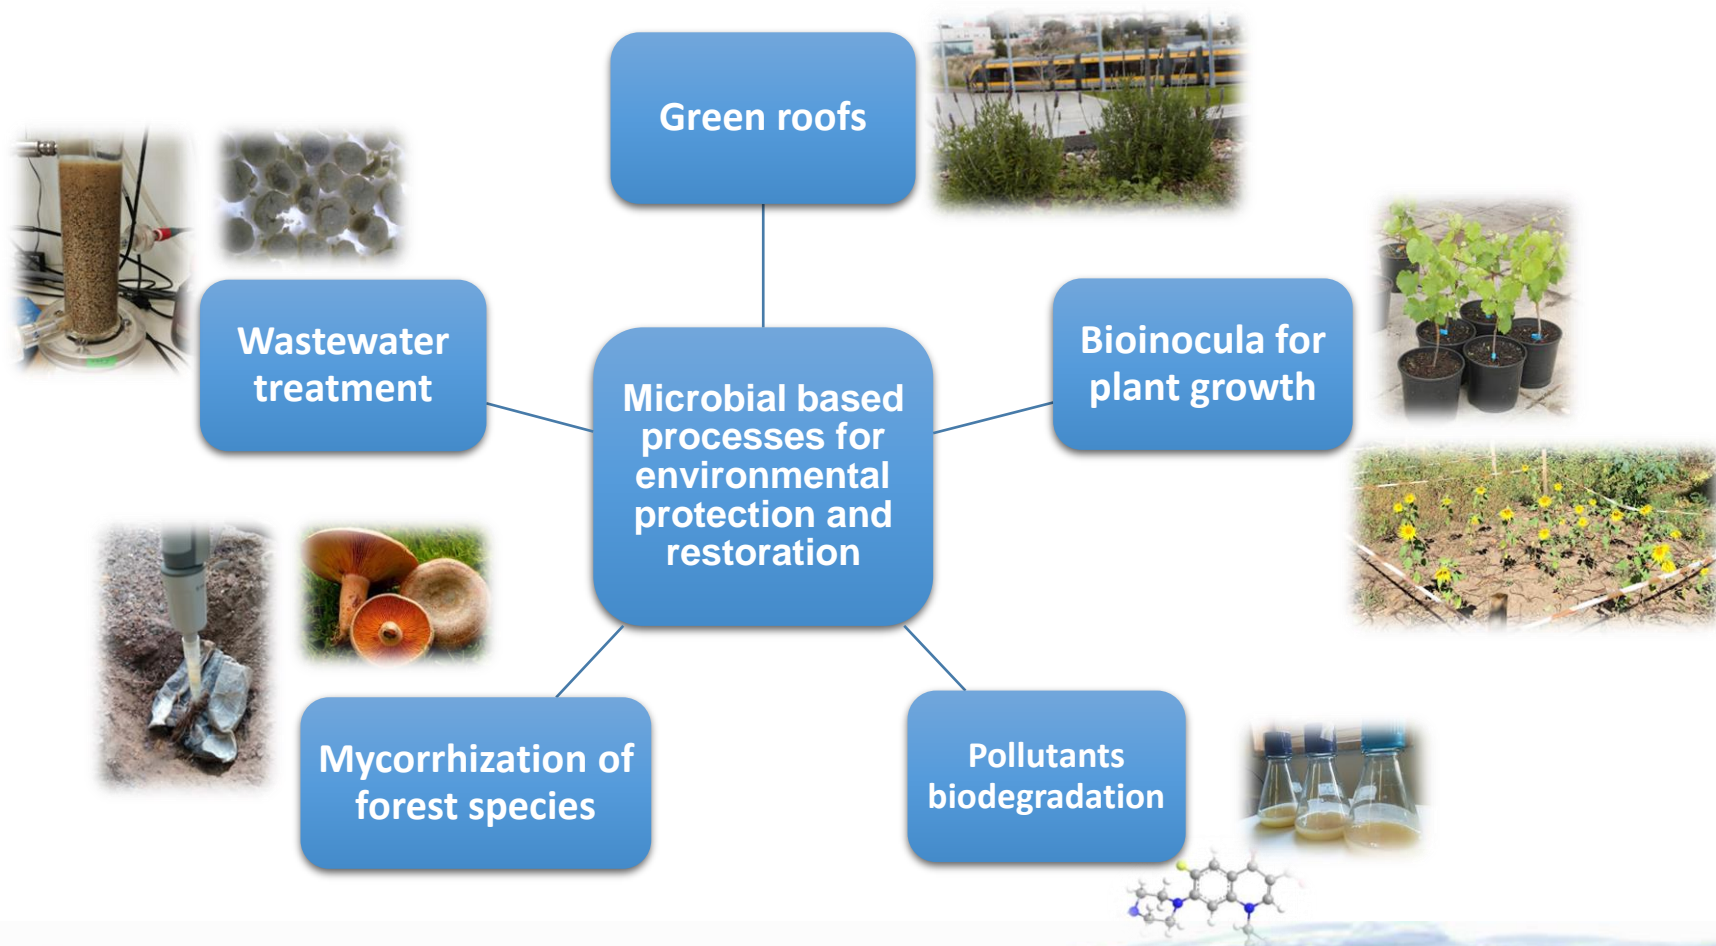 Green roofs
Wastewater
treatment
Bioinocula for
plant growth
Microbial based
processes for
environmental
protection and
restoration
Mycorrhization of
forest species
Pollutants
biodegradation